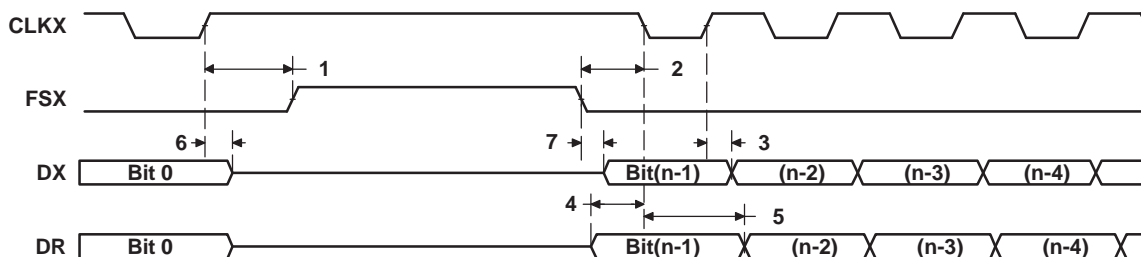 CLKX
1 2
FSX
6 7 3
DX Bit 0 Bit(n-1) (n-2) (n-3) (n-4)
4 5
DR Bit 0 Bit(n-1) (n-2) (n-3) (n-4)